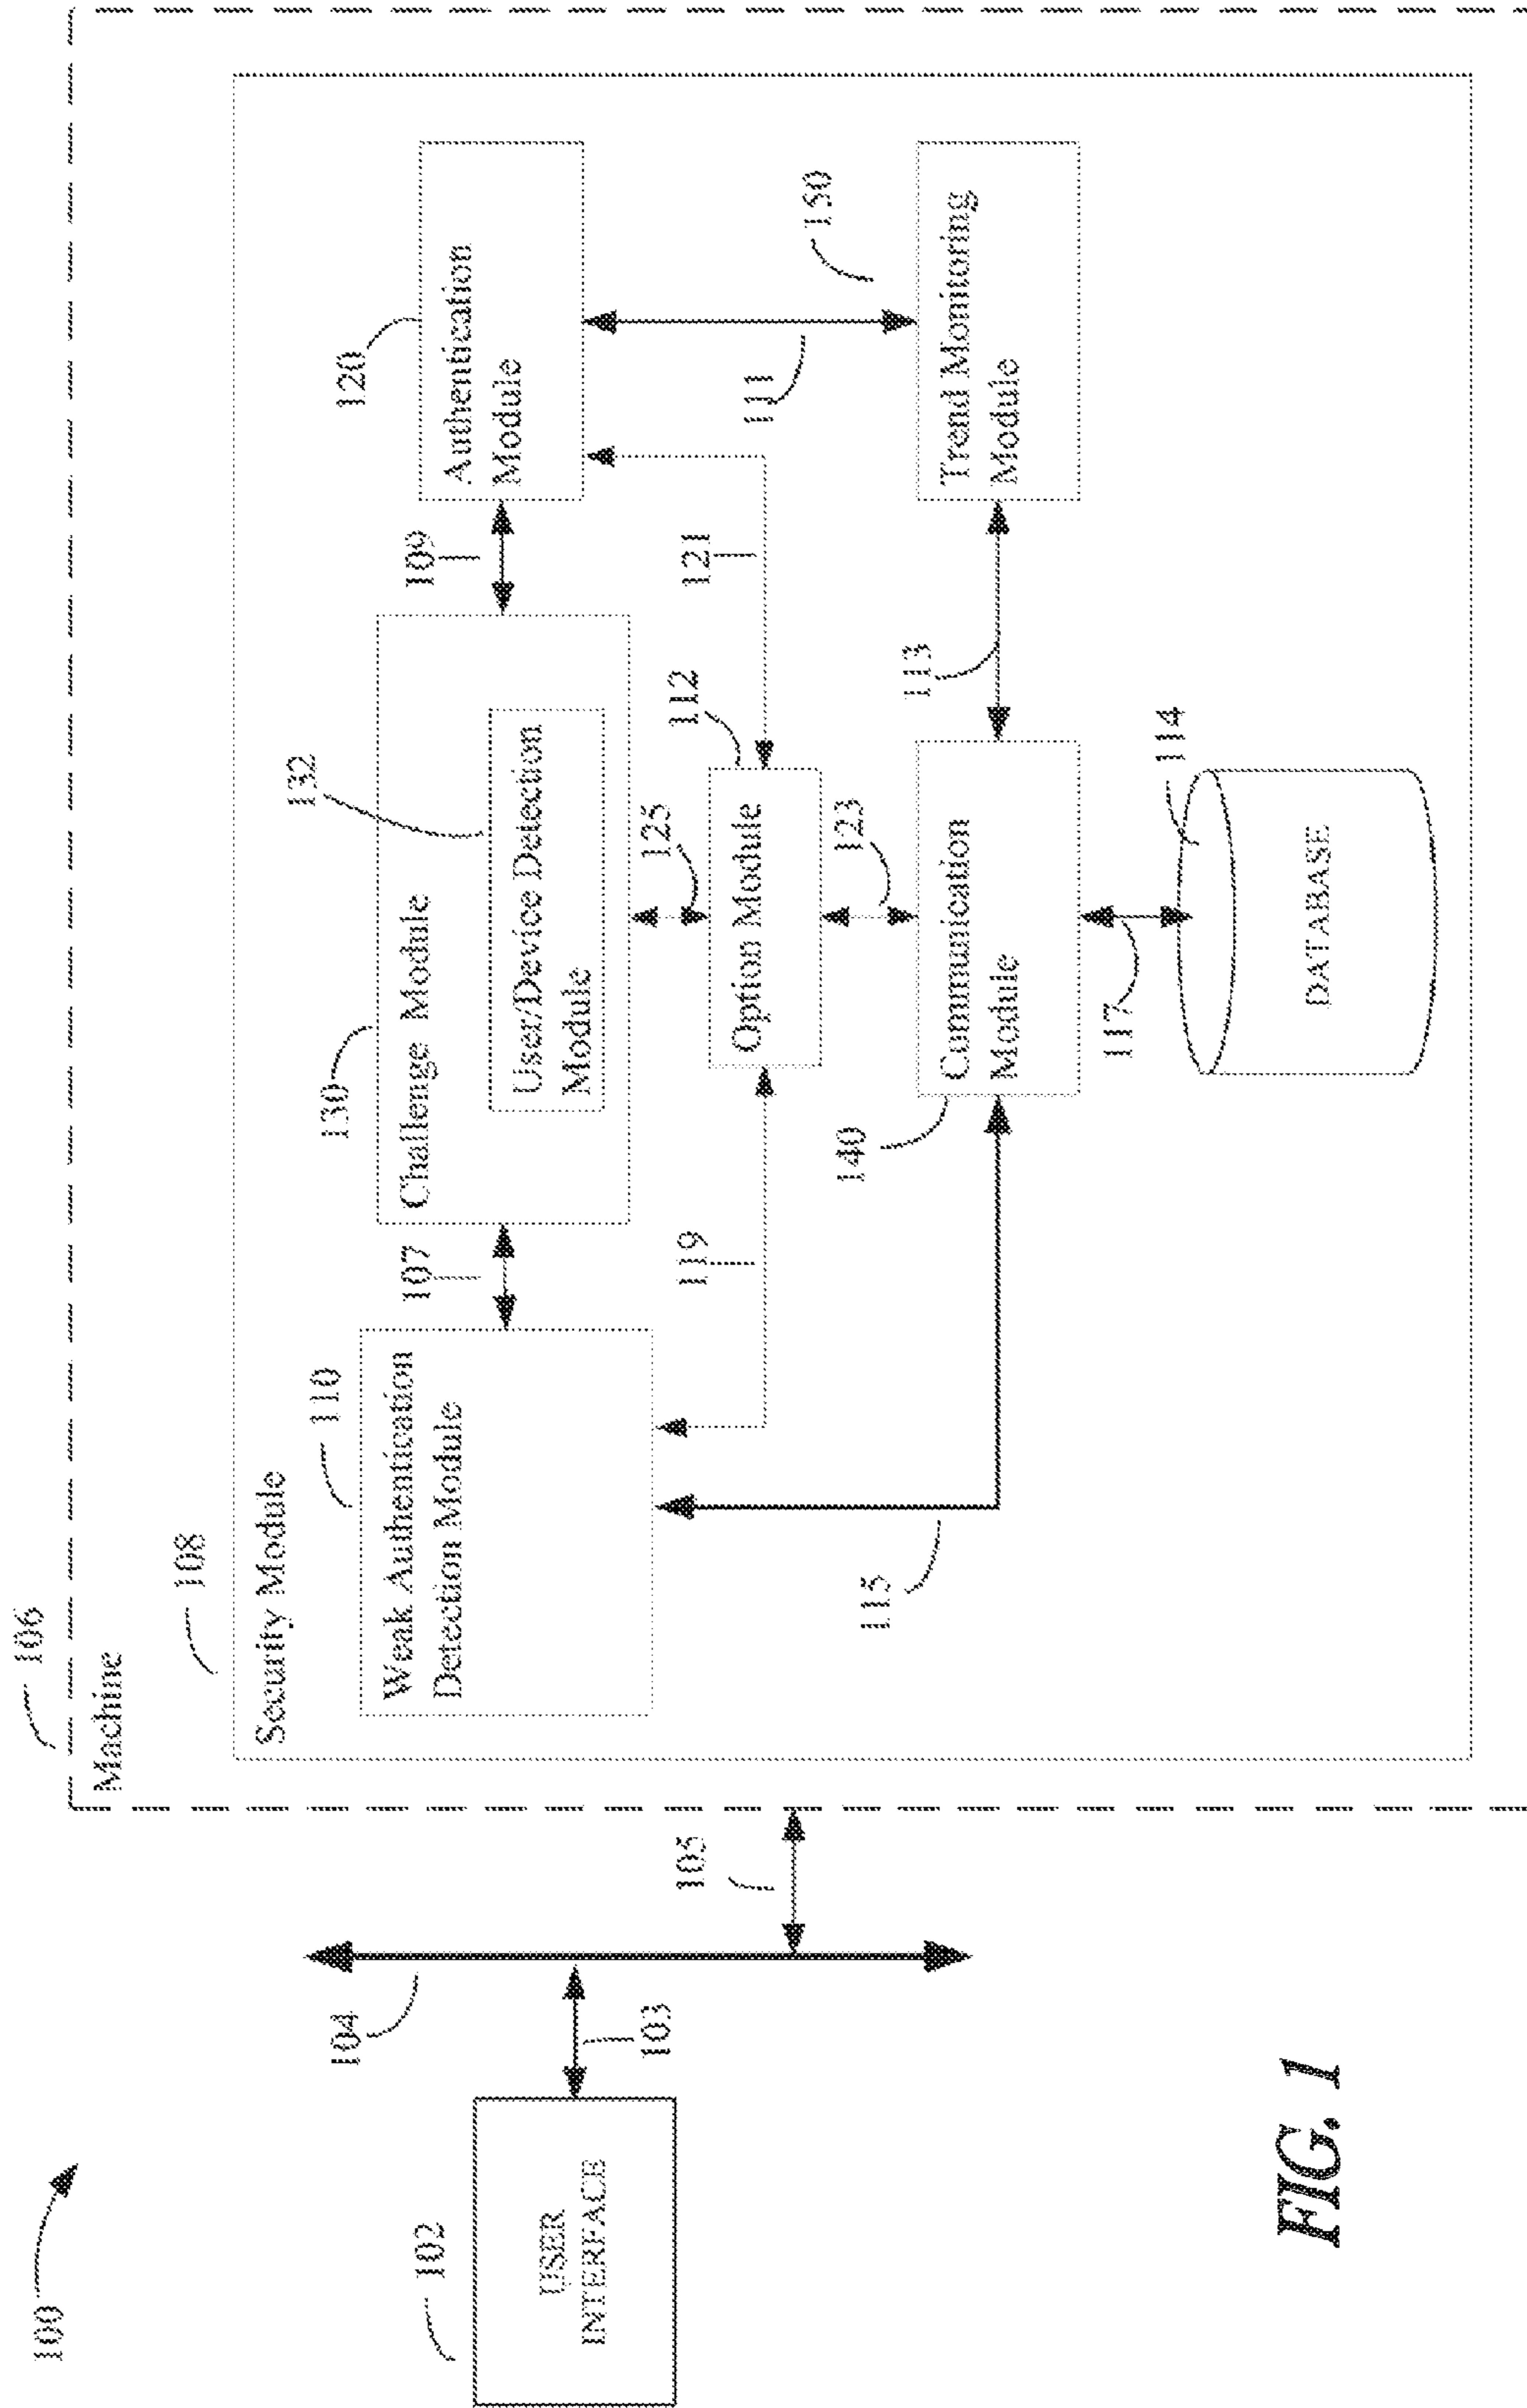 100
106
Machine
108
Security Module
110
Weak Authentication
Detection Module
107
130
Challenge Module
132
User/Device Detection
Module
109
120
Authentication
Module
125
112
Option Module
119
121
111
150
123
113
Trend Monitoring
Module
140
Communication
Module
115
117
114
DATABASE
102
USER
INTERFACE
103
104
105
FIG. 1